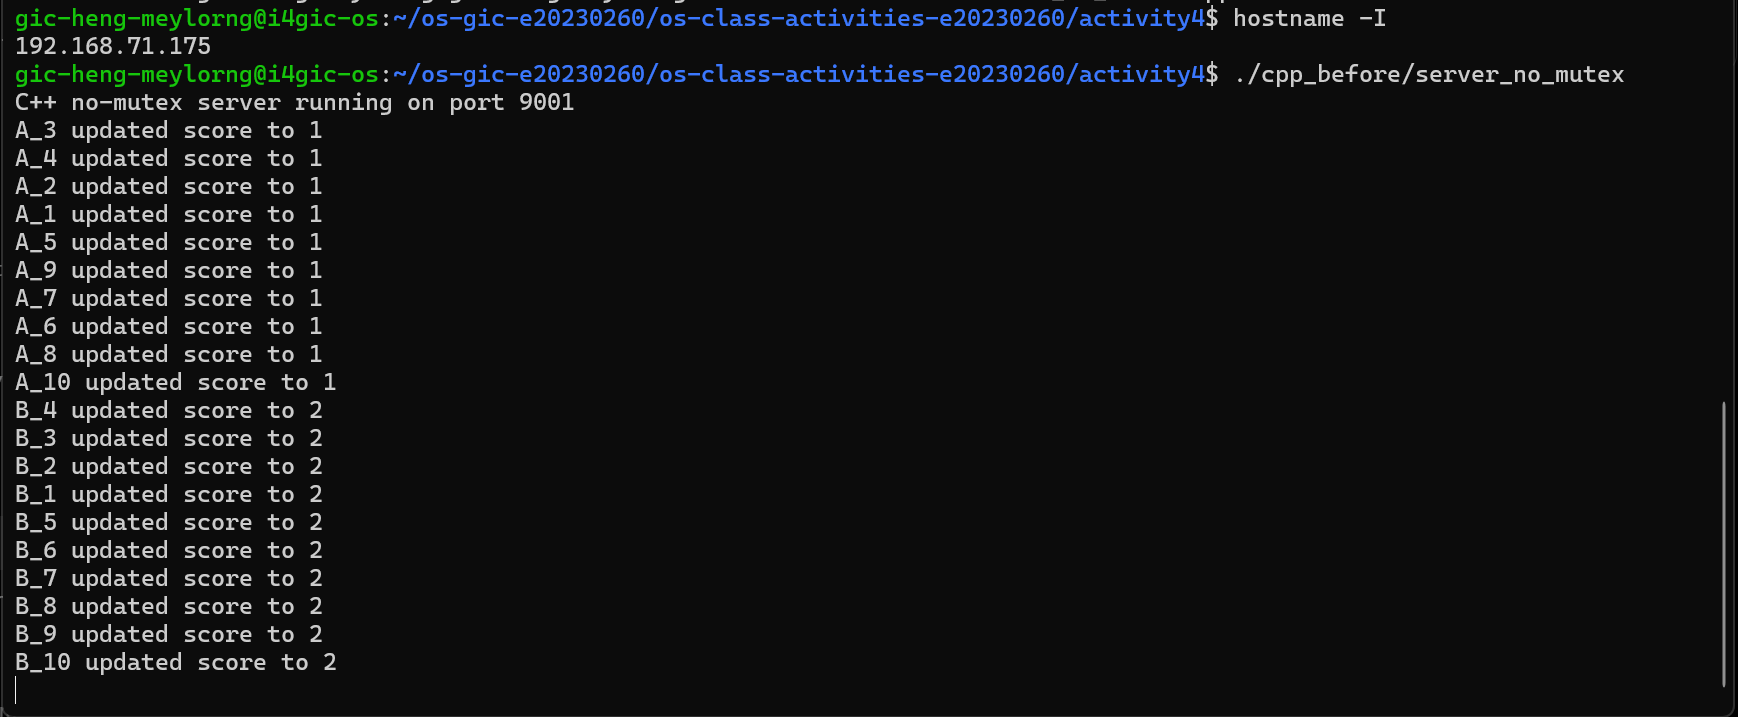 gic-heng-meylorng@i4gic-os:~/os-gic-e20230260/os-class-activities-e20230260/activity4$ hostname -I
192.168.71.175
gic-heng-meylorng@i4gic-os:~/os-gic-e20230260/os-class-activities-e20230260/activity4$ ./cpp_before/server_no_mutex
C++ no-mutex server running on port 9001
A_3 updated score to 1
A_4 updated score to 1
A_2 updated score to 1
A_1 updated score to 1
A_5 updated score to 1
A_9 updated score to 1
A_7 updated score to 1
A_6 updated score to 1
A_8 updated score to 1
A_10 updated score to 1
B_4 updated score to 2
B_3 updated score to 2
B_2 updated score to 2
B_1 updated score to 2
B_5 updated score to 2
B_6 updated score to 2
B_7 updated score to 2
B_8 updated score to 2
B_9 updated score to 2
B_10 updated score to 2